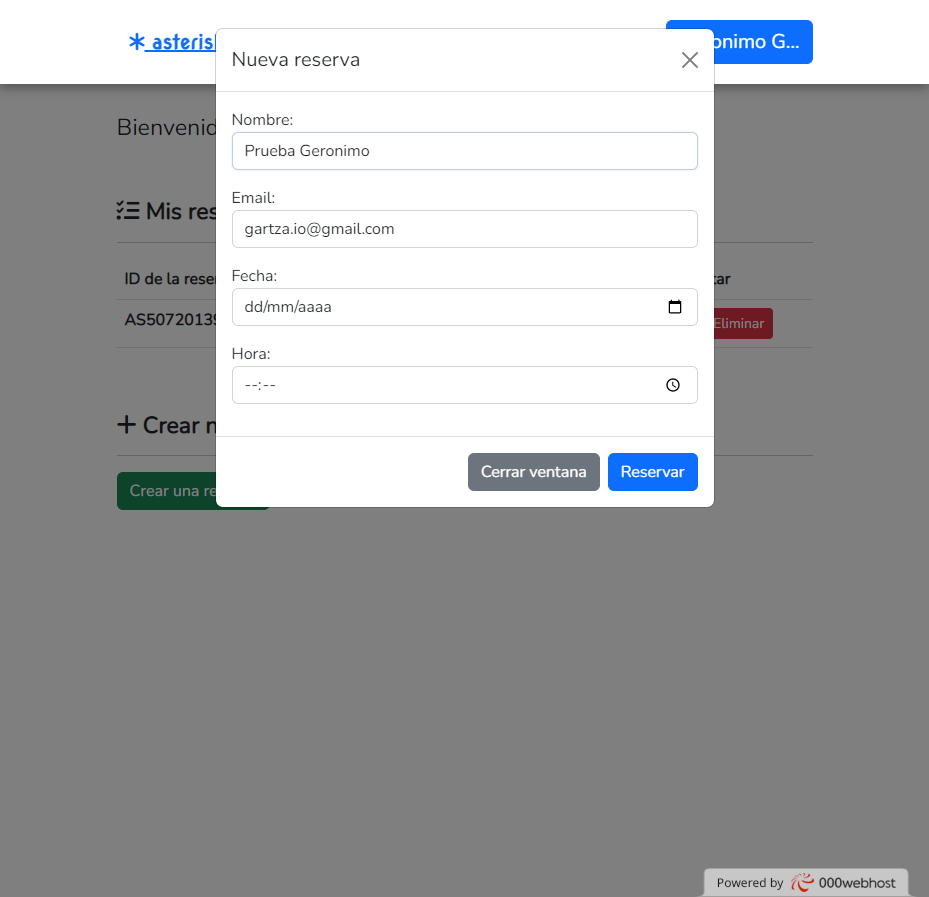 asteris
Nueva reserva
onimo G...
Nombre:
Prueba Geronimo
Bienvenid
Email:
Mis res
gartza.io@gmail.com
Fecha:
ID de la rese
tar
dd/mm/aaaa
AS50720139
Eliminar
Hora:
--:--
Crear n
Cerrar ventana
Reservar
Crear una re
Powered by 000webhost